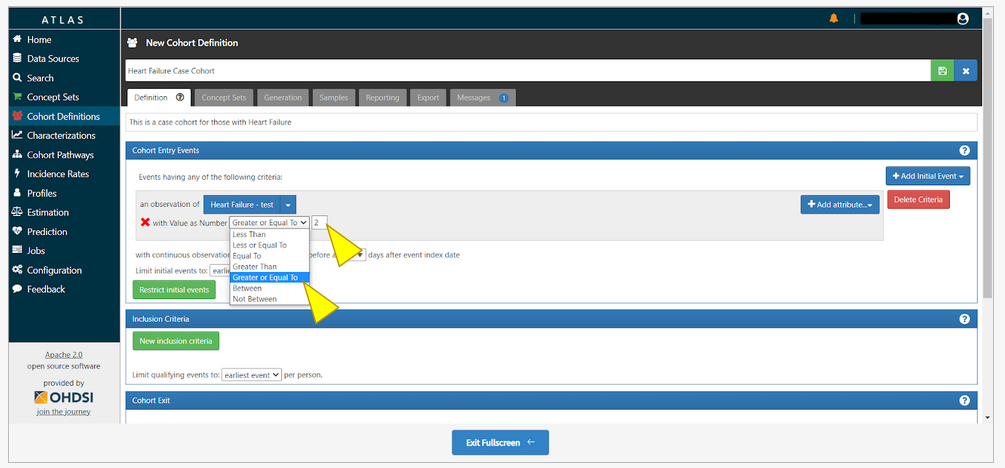 ATLAS
Home
Data Sources
Search
Concept Sets
Cohort Definitions
Characterizations
Cohort Pathways
Incidence Rates
Profiles
Estimation
Prediction
Jobs
Configuration
Feedback
Apache 2.0
open source software
provided by
OHDSI
join the journey
New Cohort Definition
Heart Failure Case Cohort
Definition ? Concept Sets Generation Samples Reporting Export Messages 1
This is a case cohort for those with Heart Failure
Cohort Entry Events ?
Events having any of the following criteria:
+ Add Initial Event
an observation of Heart Failure - test + Add attribute... Delete Criteria
with Value as Number Greater or Equal To 2
Less Than
Less or Equal To
Equal To
Greater Than
Greater or Equal To
Between
Not Between
with continuous observation before a days after event index date
Limit initial events to:
Restrict initial events
Inclusion Criteria ?
New inclusion criteria
Limit qualifying events to: earliest event per person.
Cohort Exit ?
Exit Fullscreen